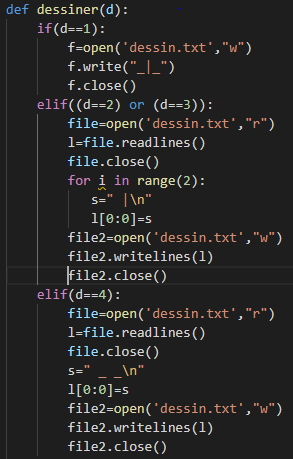 def dessiner(d):
    if(d==1):
        f=open('dessin.txt',"w")
        f.write("_|_")
        f.close()
    elif((d==2) or (d==3)):
        file=open('dessin.txt',"r")
        l=file.readlines()
        file.close()
        for i in range(2):
           s=" |\n"
           l[0:0]=s
        file2=open('dessin.txt',"w")
        file2.writelines(l)
        file2.close()
    elif(d==4):
        file=open('dessin.txt',"r")
        l=file.readlines()
        file.close()
        s=" _ _\n"
        l[0:0]=s
        file2=open('dessin.txt',"w")
        file2.writelines(l)
        file2.close()